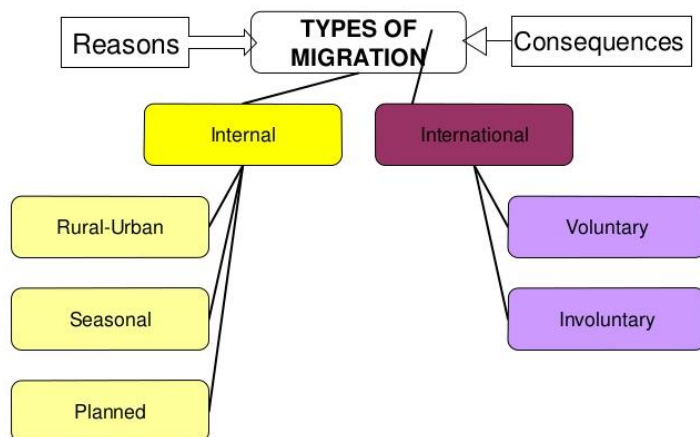 Reasons
TYPES OF
MIGRATION
Consequences
Internal
International
Rural-Urban
Voluntary
Seasonal
Involuntary
Planned